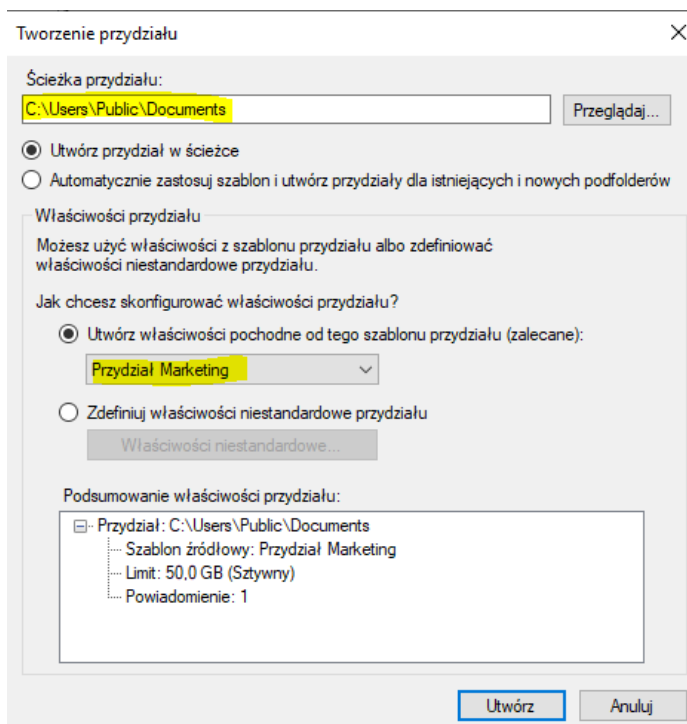 Tworzenie przydziału
Ścieżka przydziału:
C:\Users\Public\Documents
Przeglądaj...
Utwórz przydział w ścieżce
Automatycznie zastosuj szablon i utwórz przydziały dla istniejących i nowych podfolderów
Właściwości przydziału
Możesz użyć właściwości z szablonu przydziału albo zdefiniować
właściwości niestandardowe przydziału.
Jak chcesz skonfigurować właściwości przydziału?
Utwórz właściwości pochodne od tego szablonu przydziału (zalecane):
Przydział Marketing
Zdefiniuj właściwości niestandardowe przydziału
Właściwości niestandardowe...
Podsumowanie właściwości przydziału:
Przydział: C:\Users\Public\Documents
Szablon źródłowy: Przydział Marketing
Limit: 50,0 GB (Sztywny)
Powiadomienie: 1
Utwórz
Anuluj